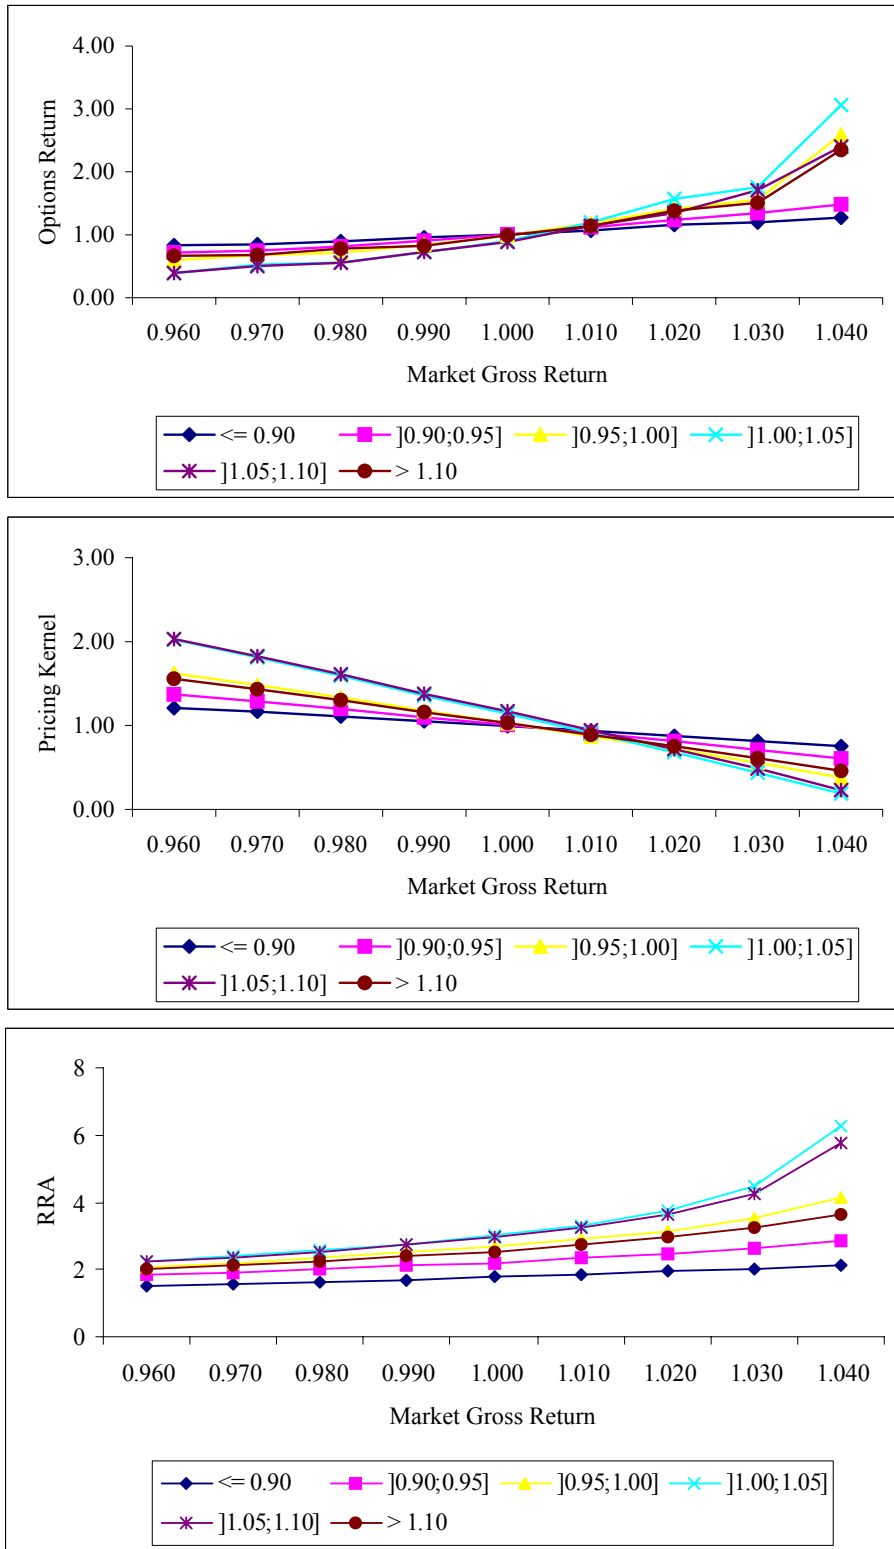 4.00
3.00
2.00
1.00
0.00
Options Return
0.960 0.970 0.980 0.990 1.000 1.010 1.020 1.030 1.040
Market Gross Return
<= 0.90 ]0.90;0.95] ]0.95;1.00] ]1.00;1.05]
]1.05;1.10] > 1.10
3.00
2.00
1.00
0.00
Pricing Kernel
0.960 0.970 0.980 0.990 1.000 1.010 1.020 1.030 1.040
Market Gross Return
<= 0.90 ]0.90;0.95] ]0.95;1.00] ]1.00;1.05]
]1.05;1.10] > 1.10
8
6
4
2
0
RRA
0.960 0.970 0.980 0.990 1.000 1.010 1.020 1.030 1.040
Market Gross Return
<= 0.90 ]0.90;0.95] ]0.95;1.00] ]1.00;1.05]
]1.05;1.10] > 1.10